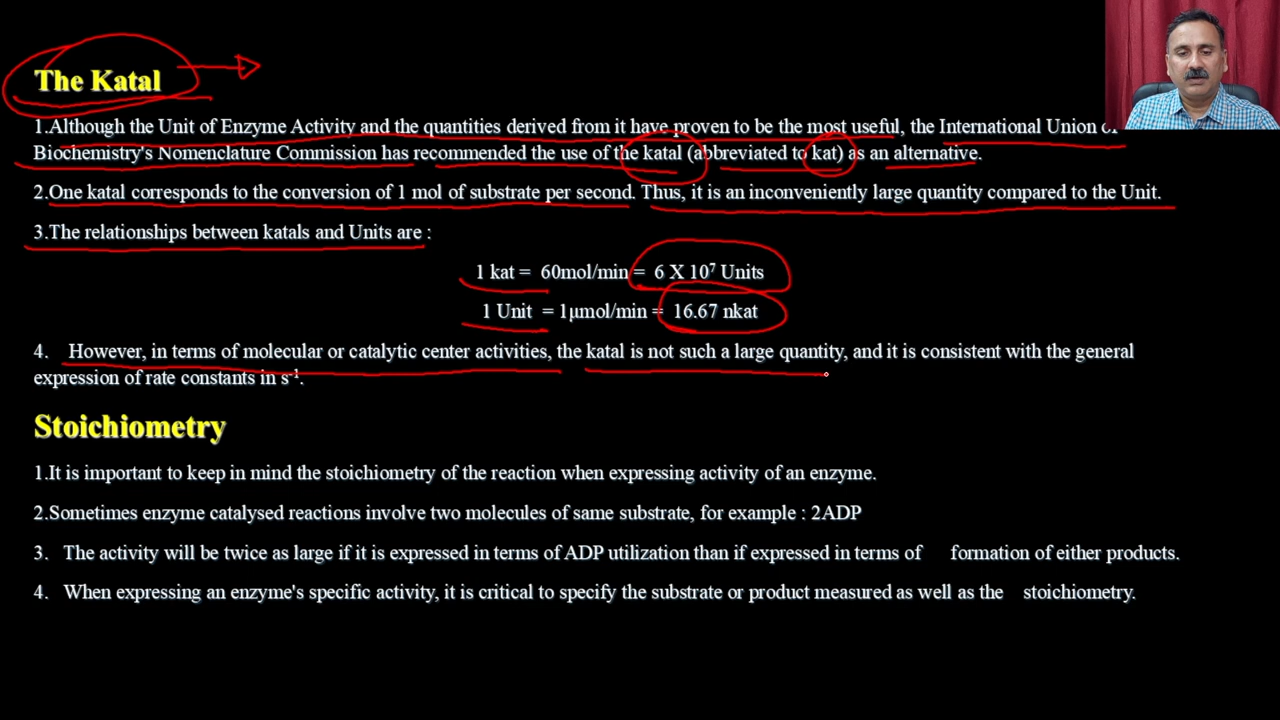 The Katal
1.Although the Unit of Enzyme Activity and the quantities derived from it have proven to be the most useful, the International Union of
Biochemistry's Nomenclature Commission has recommended the use of the katal (abbreviated to kat) as an alternative.
2.One katal corresponds to the conversion of 1 mol of substrate per second. Thus, it is an inconveniently large quantity compared to the Unit.
3.The relationships between katals and Units are :
1 kat = 60mol/min = 6 X 10⁷ Units
1 Unit = 1μmol/min = 16.67 nkat
4. However, in terms of molecular or catalytic center activities, the katal is not such a large quantity, and it is consistent with the general
expression of rate constants in s⁻¹.
Stoichiometry
1.It is important to keep in mind the stoichiometry of the reaction when expressing activity of an enzyme.
2.Sometimes enzyme catalysed reactions involve two molecules of same substrate, for example : 2ADP
3. The activity will be twice as large if it is expressed in terms of ADP utilization than if expressed in terms of formation of either products.
4. When expressing an enzyme's specific activity, it is critical to specify the substrate or product measured as well as the stoichiometry.